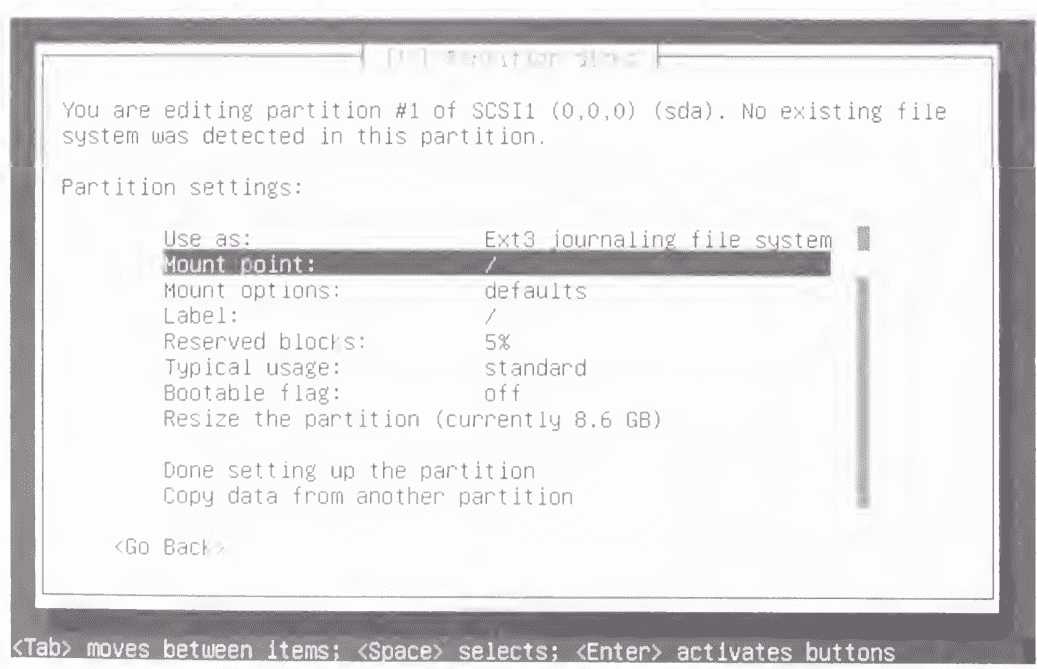 You are editing partition #1 of SCSI1 (0,0,0) (sda). No existing file
system was detected in this partition.
Partition settings:
Use as: Ext3 journaling file system
Mount point: /
Mount options: defaults
Label: /
Reserved blocks: 5%
Typical usage: standard
Bootable flag: off
Resize the partition (currently 8.6 GB)
Done setting up the partition
Copy data from another partition
<Go Back>
<Tab> moves between items; <Space> selects; <Enter> activates buttons